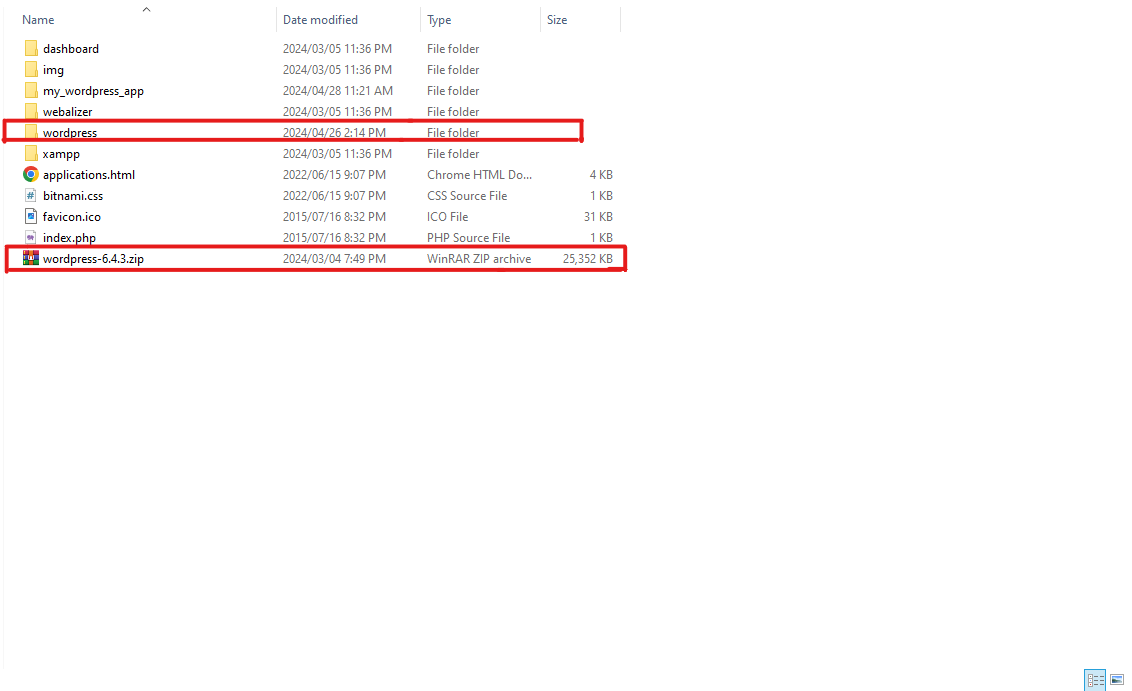 Name Date modified Type Size
dashboard 2024/03/05 11:36 PM File folder
img 2024/03/05 11:36 PM File folder
my_wordpress_app 2024/04/28 11:21 AM File folder
webalizer 2024/03/05 11:36 PM File folder
wordpress 2024/04/26 2:14 PM File folder
xampp 2024/03/05 11:36 PM File folder
applications.html 2022/06/15 9:07 PM Chrome HTML Do... 4 KB
bitnami.css 2022/06/15 9:07 PM CSS Source File 1 KB
favicon.ico 2015/07/16 8:32 PM ICO File 31 KB
index.php 2015/07/16 8:32 PM PHP Source File 1 KB
wordpress-6.4.3.zip 2024/03/04 7:49 PM WinRAR ZIP archive 25,352 KB